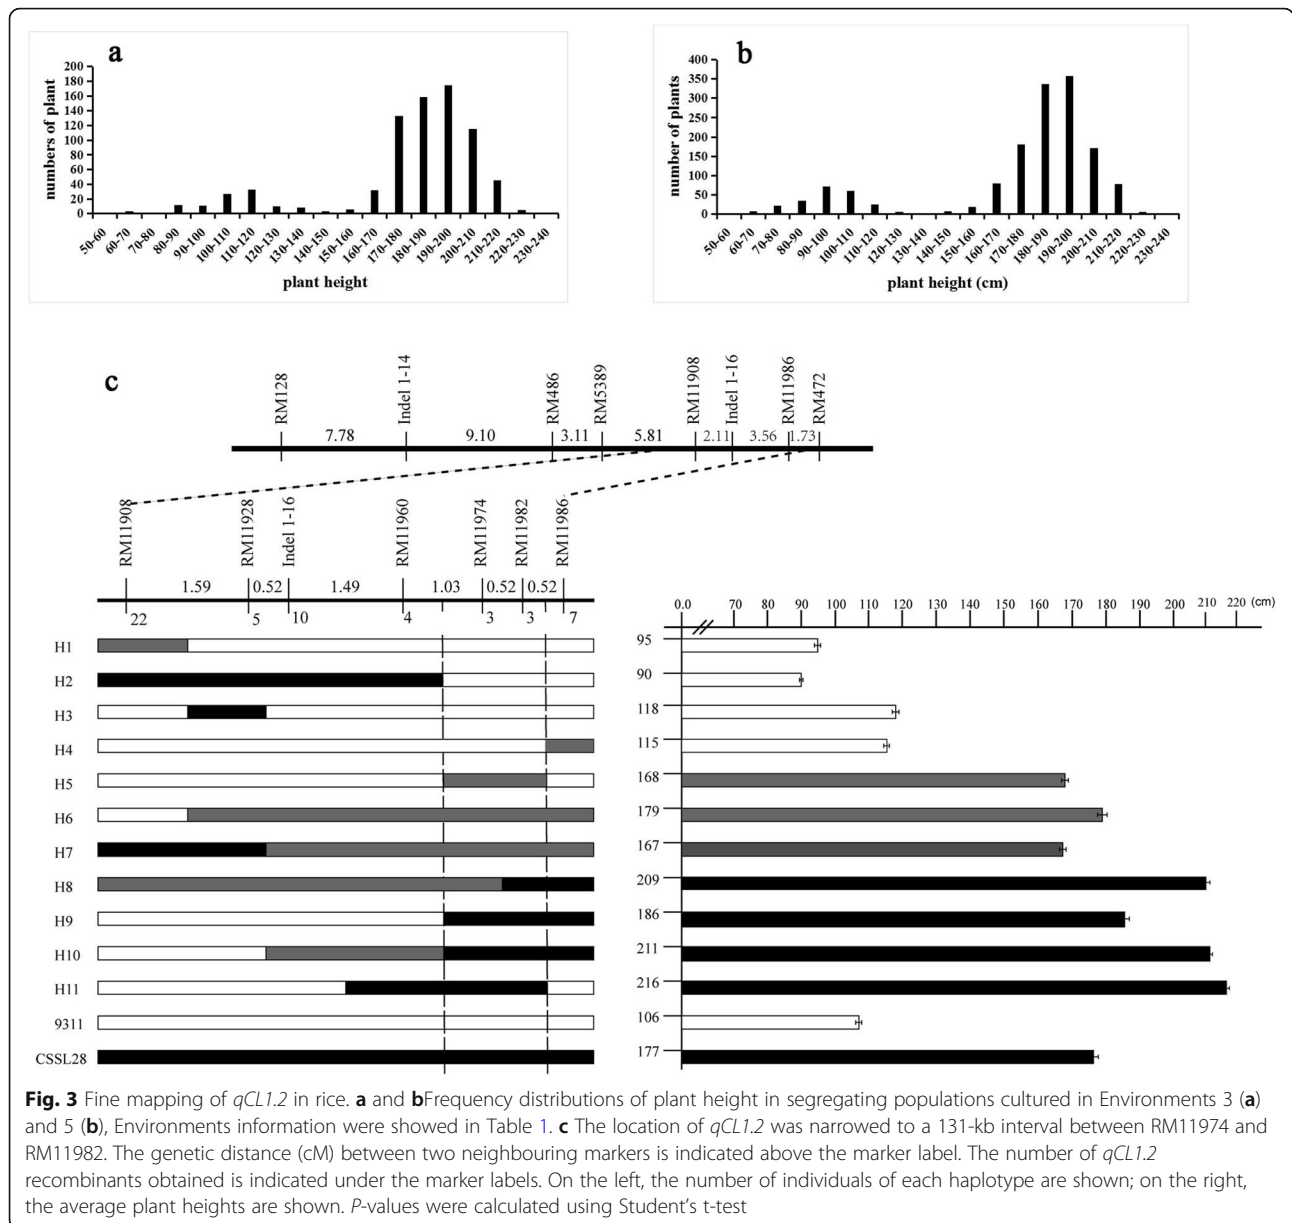 a
numbers of plant
200
180
160
140
120
100
80
60
40
20
0
50-60 60-70 70-80 80-90 90-100 100-110 110-120 120-130 130-140 140-150 150-160 160-170 170-180 180-190 190-200 200-210 210-220 220-230 230-240
plant height
b
number of plants
400
350
300
250
200
150
100
50
0
50-60 60-70 70-80 80-90 90-100 100-110 110-120 120-130 130-140 140-150 150-160 160-170 170-180 180-190 190-200 200-210 210-220 220-230 230-240
plant height (cm)
c
RM128 Indel 1-14 RM486 RM5389 RM11908 Indel 1-16 RM11986 RM472
7.78 9.10 3.11 5.81 2.11 3.56 1.73
RM11908 RM11928 Indel 1-16 RM11960 RM11974 RM11982 RM11986
1.59 0.52 1.49 1.03 0.52 0.52
22 5 10 4 3 3 7
0.0 70 80 90 100 110 120 130 140 150 160 170 180 190 200 210 220 (cm)
H1 95
H2 90
H3 118
H4 115
H5 168
H6 179
H7 167
H8 209
H9 186
H10 211
H11 216
9311 106
CSSL28 177
Fig. 3 Fine mapping of qCL1.2 in rice. a and bFrequency distributions of plant height in segregating populations cultured in Environments 3 (a)
and 5 (b), Environments information were showed in Table 1. c The location of qCL1.2 was narrowed to a 131-kb interval between RM11974 and
RM11982. The genetic distance (cM) between two neighbouring markers is indicated above the marker label. The number of qCL1.2
recombinants obtained is indicated under the marker labels. On the left, the number of individuals of each haplotype are shown; on the right,
the average plant heights are shown. P-values were calculated using Student's t-test